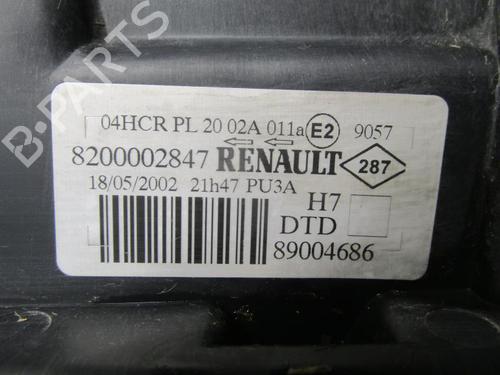 04HCR PL 20 02A 011a E2 9057
8200002847 RENAULT 287
18/05/2002 21h47 PU3A
H7
DTD
89004686
B-PARTS